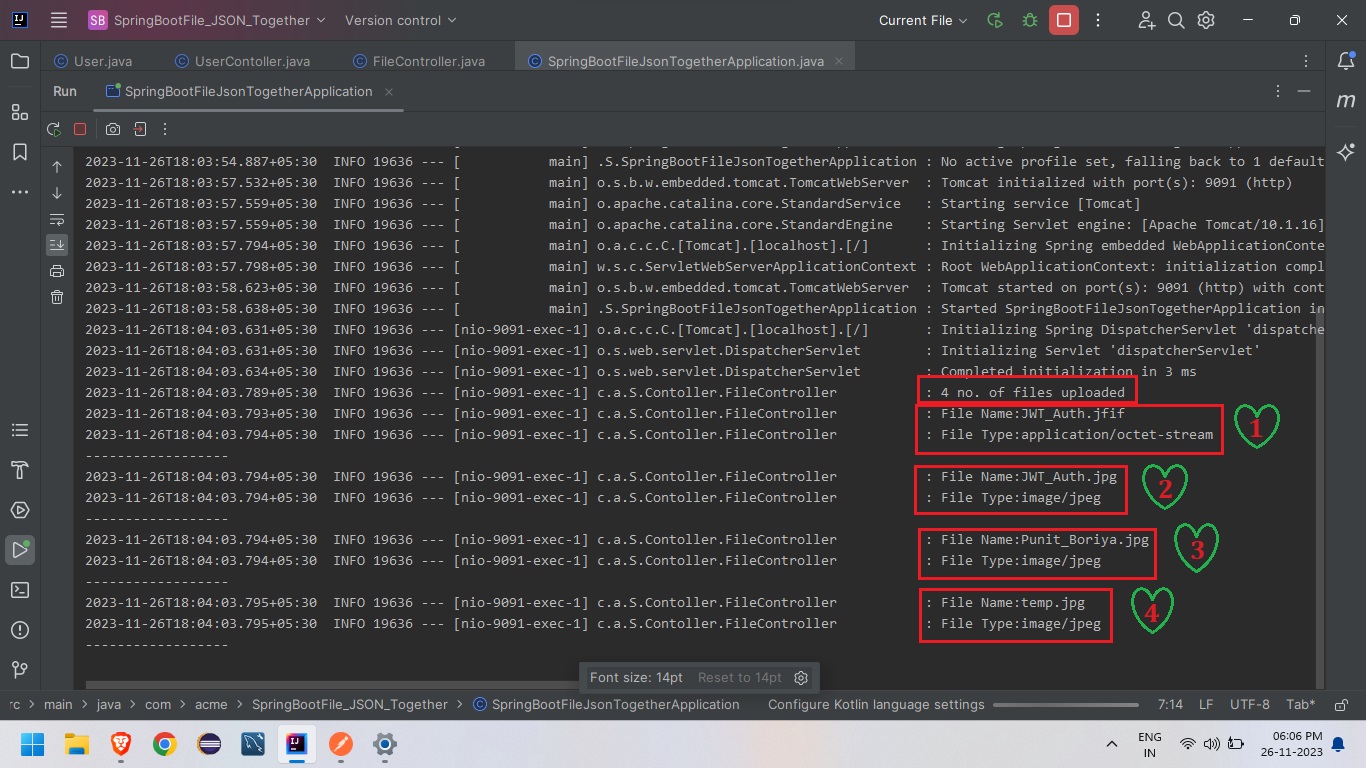 SB SpringBootFile_JSON_Together Version control Current File
User.java UserContoller.java FileController.java SpringBootFileJsonTogetherApplication.java
Run SpringBootFileJsonTogetherApplication
2023-11-26T18:03:54.887+05:30 INFO 19636 --- [ main] .S.SpringBootFileJsonTogetherApplication : No active profile set, falling back to 1 default
2023-11-26T18:03:57.532+05:30 INFO 19636 --- [ main] o.s.b.w.embedded.tomcat.TomcatWebServer : Tomcat initialized with port(s): 9091 (http)
2023-11-26T18:03:57.559+05:30 INFO 19636 --- [ main] o.apache.catalina.core.StandardService : Starting service [Tomcat]
2023-11-26T18:03:57.559+05:30 INFO 19636 --- [ main] o.apache.catalina.core.StandardEngine : Starting Servlet engine: [Apache Tomcat/10.1.16]
2023-11-26T18:03:57.794+05:30 INFO 19636 --- [ main] o.a.c.c.C.[Tomcat].[localhost].[/] : Initializing Spring embedded WebApplicationConte
2023-11-26T18:03:57.798+05:30 INFO 19636 --- [ main] w.s.c.ServletWebServerApplicationContext : Root WebApplicationContext: initialization compl
2023-11-26T18:03:58.623+05:30 INFO 19636 --- [ main] o.s.b.w.embedded.tomcat.TomcatWebServer : Tomcat started on port(s): 9091 (http) with cont
2023-11-26T18:03:58.638+05:30 INFO 19636 --- [ main] .S.SpringBootFileJsonTogetherApplication : Started SpringBootFileJsonTogetherApplication in
2023-11-26T18:04:03.631+05:30 INFO 19636 --- [nio-9091-exec-1] o.a.c.c.C.[Tomcat].[localhost].[/] : Initializing Spring DispatcherServlet 'dispatche
2023-11-26T18:04:03.631+05:30 INFO 19636 --- [nio-9091-exec-1] o.s.web.servlet.DispatcherServlet : Initializing Servlet 'dispatcherServlet'
2023-11-26T18:04:03.634+05:30 INFO 19636 --- [nio-9091-exec-1] o.s.web.servlet.DispatcherServlet : Completed initialization in 3 ms
2023-11-26T18:04:03.789+05:30 INFO 19636 --- [nio-9091-exec-1] c.a.S.Contoller.FileController : 4 no. of files uploaded
2023-11-26T18:04:03.793+05:30 INFO 19636 --- [nio-9091-exec-1] c.a.S.Contoller.FileController : File Name:JWT_Auth.jfif 1
2023-11-26T18:04:03.794+05:30 INFO 19636 --- [nio-9091-exec-1] c.a.S.Contoller.FileController : File Type:application/octet-stream
------------------
2023-11-26T18:04:03.794+05:30 INFO 19636 --- [nio-9091-exec-1] c.a.S.Contoller.FileController : File Name:JWT_Auth.jpg 2
2023-11-26T18:04:03.794+05:30 INFO 19636 --- [nio-9091-exec-1] c.a.S.Contoller.FileController : File Type:image/jpeg
------------------
2023-11-26T18:04:03.794+05:30 INFO 19636 --- [nio-9091-exec-1] c.a.S.Contoller.FileController : File Name:Punit_Boriya.jpg 3
2023-11-26T18:04:03.794+05:30 INFO 19636 --- [nio-9091-exec-1] c.a.S.Contoller.FileController : File Type:image/jpeg
------------------
2023-11-26T18:04:03.795+05:30 INFO 19636 --- [nio-9091-exec-1] c.a.S.Contoller.FileController : File Name:temp.jpg 4
2023-11-26T18:04:03.795+05:30 INFO 19636 --- [nio-9091-exec-1] c.a.S.Contoller.FileController : File Type:image/jpeg
------------------
Font size: 14pt Reset to 14pt
rc > main > java > com > acme > SpringBootFile_JSON_Together > SpringBootFileJsonTogetherApplication Configure Kotlin language settings 7:14 LF UTF-8 Tab*
ENG 06:06 PM
IN 26-11-2023